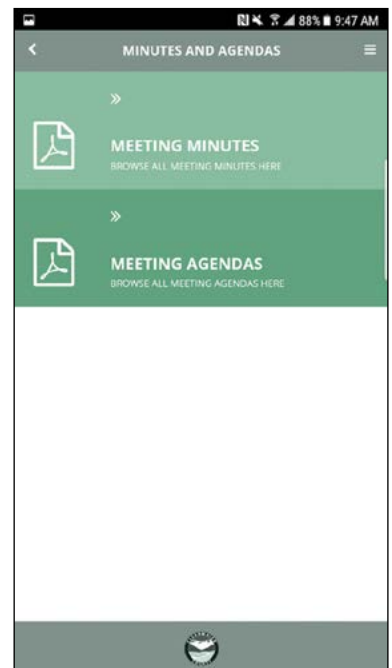 88% 9:47 AM
MINUTES AND AGENDAS
MEETING MINUTES
BROWSE ALL MEETING MINUTES HERE
MEETING AGENDAS
BROWSE ALL MEETING AGENDAS HERE